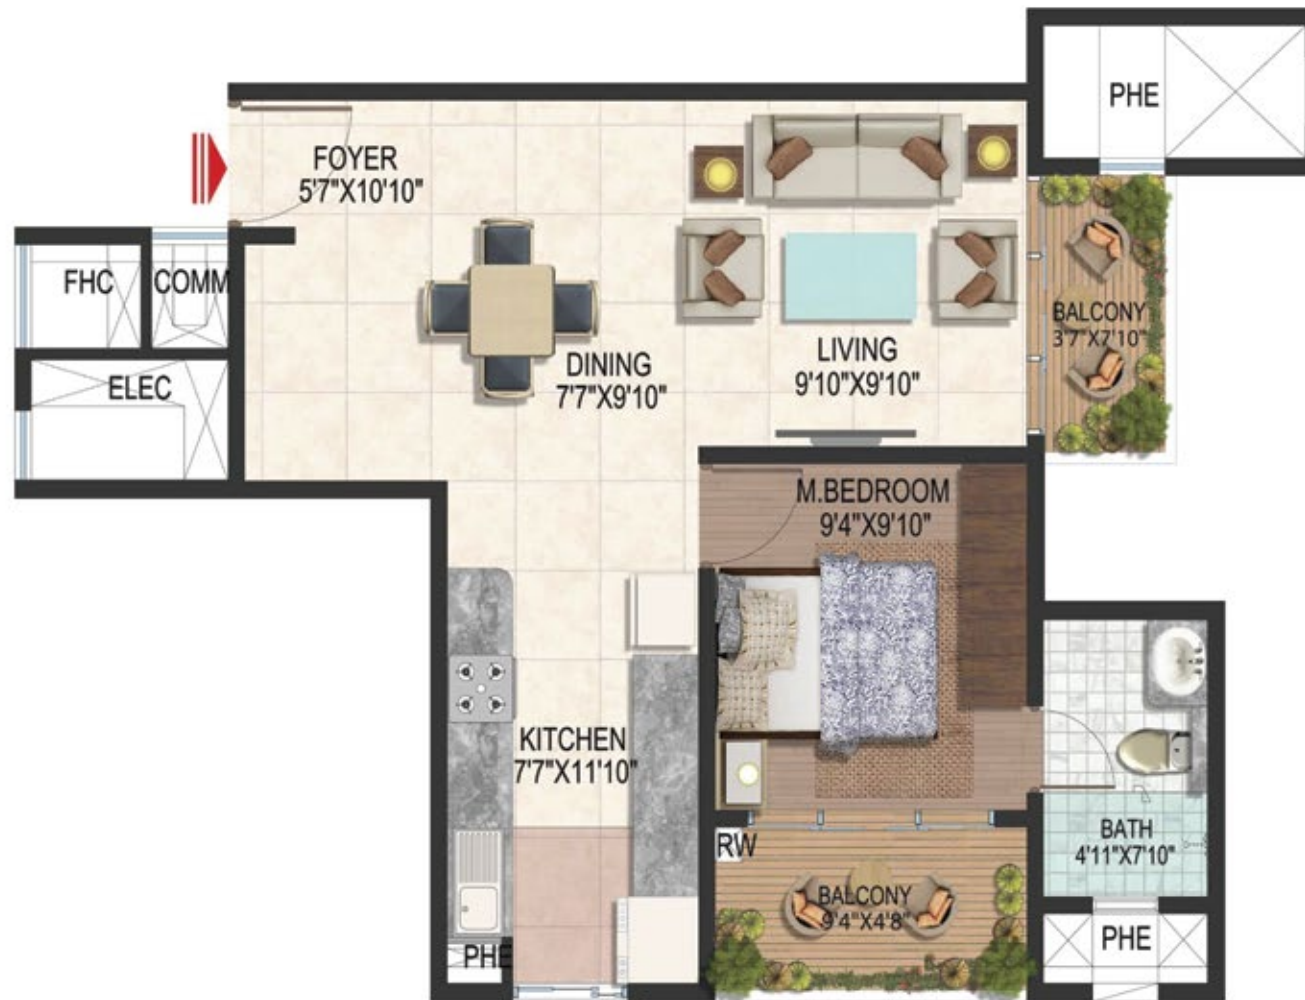 PHE
FOYER
5'7"X10'10"
FHC
COMM
ELEC
DINING
7'7"X9'10"
LIVING
9'10"X9'10"
BALCONY
3'7"X7'10"
M.BEDROOM
9'4"X9'10"
KITCHEN
7'7"X11'10"
RW
BATH
4'11"X7'10"
BALCONY
9'4"X4'8"
PHE
PHE